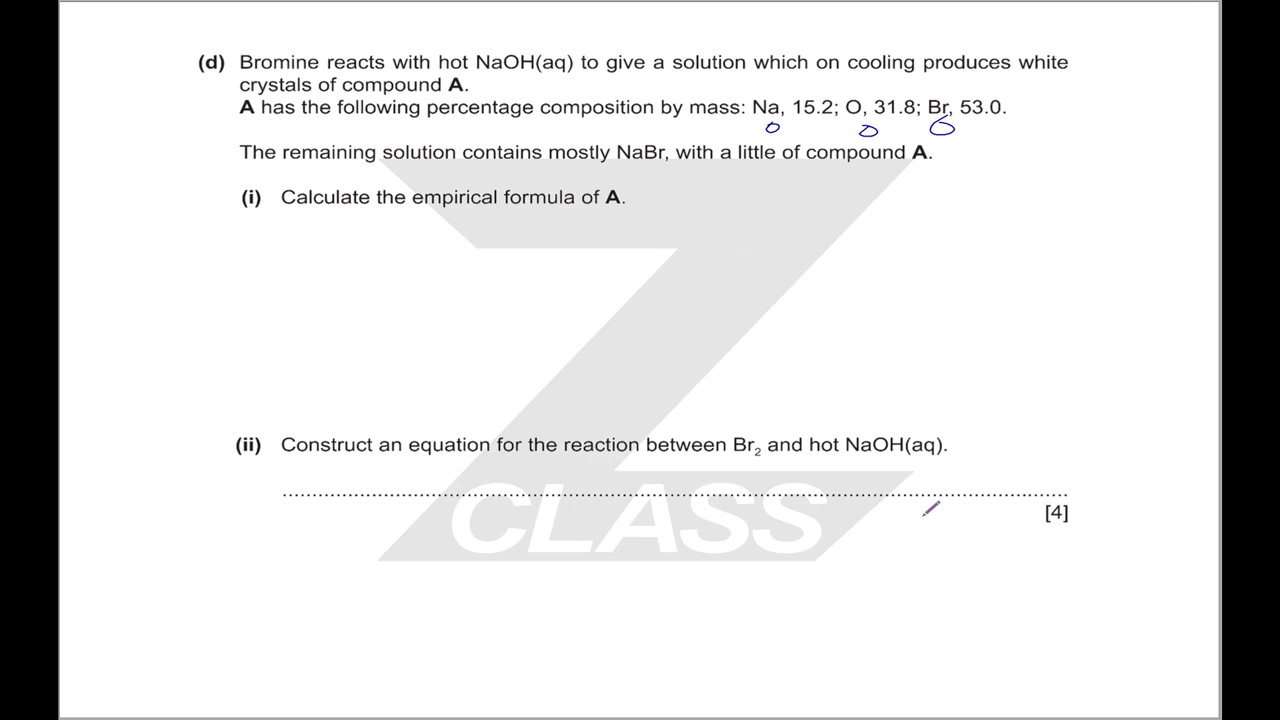 (d) Bromine reacts with hot NaOH(aq) to give a solution which on cooling produces white
crystals of compound A.
A has the following percentage composition by mass: Na, 15.2; O, 31.8; Br, 53.0.
The remaining solution contains mostly NaBr, with a little of compound A.
(i) Calculate the empirical formula of A.
(ii) Construct an equation for the reaction between Br₂ and hot NaOH(aq).
[4]
CLASS